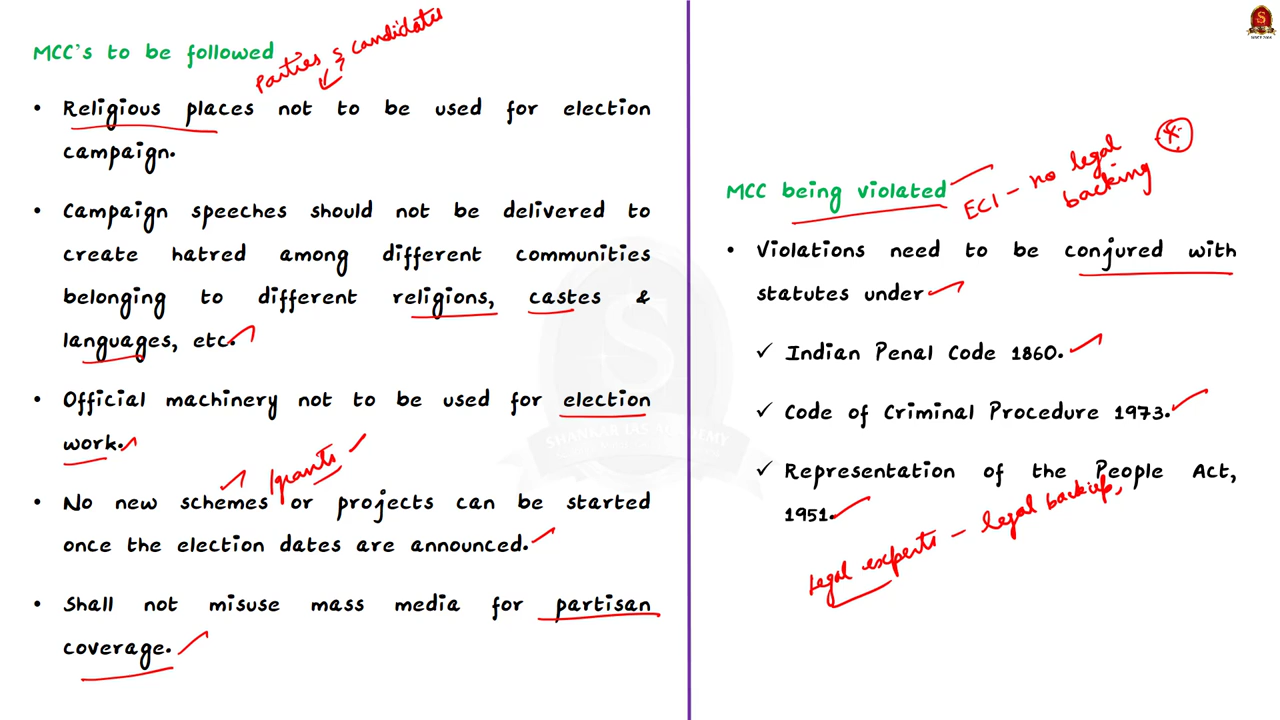 MCC's to be followed
Parties & candidates
• Religious places not to be used for election
campaign.
• Campaign speeches should not be delivered to
create hatred among different communities
belonging to different religions, castes &
languages, etc.
• Official machinery not to be used for election
work.
/grants
• No new schemes or projects can be started
once the election dates are announced.
• Shall not misuse mass media for partisan
coverage.
MCC being violated
ECI - no legal
backing
• Violations need to be conjured with
statutes under
✓ Indian Penal Code 1860.
✓ Code of Criminal Procedure 1973.
✓ Representation of the People Act,
1951.
Legal experts - legal backup,
SHANKAR IAS ACADEMY